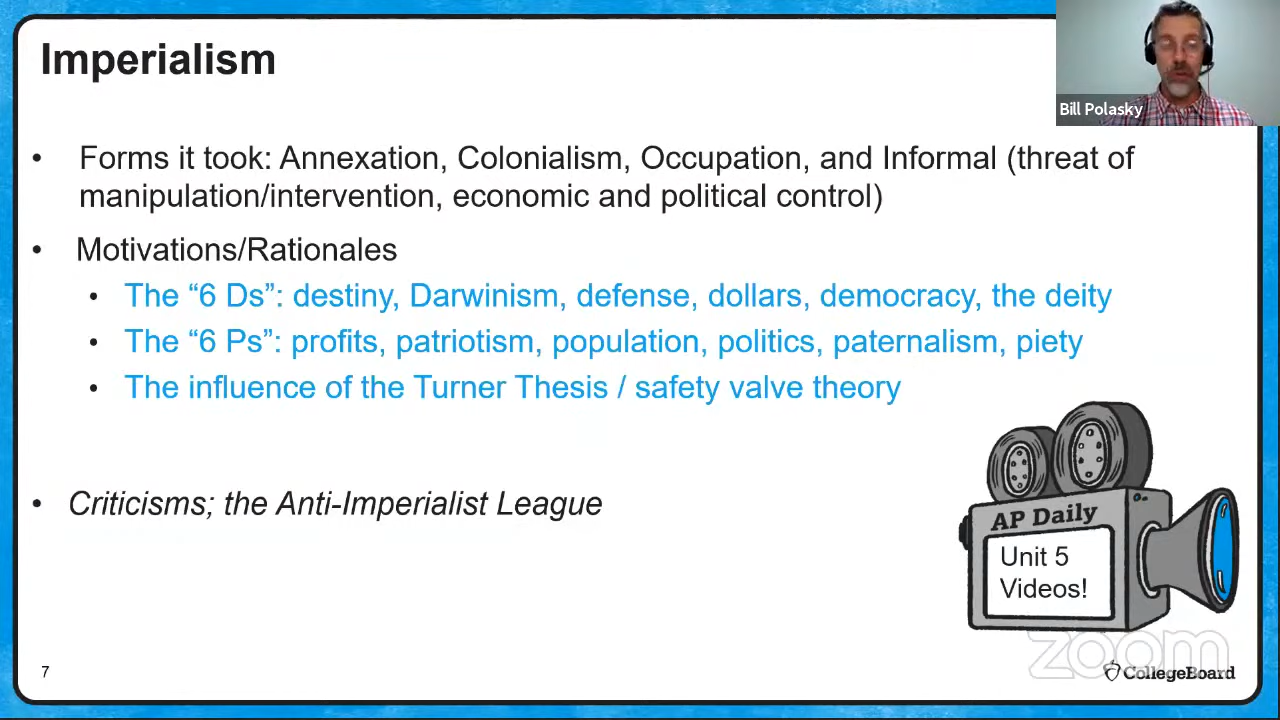 Imperialism
Bill Polasky
• Forms it took: Annexation, Colonialism, Occupation, and Informal (threat of
manipulation/intervention, economic and political control)
• Motivations/Rationales
• The “6 Ds”: destiny, Darwinism, defense, dollars, democracy, the deity
• The “6 Ps”: profits, patriotism, population, politics, paternalism, piety
• The influence of the Turner Thesis / safety valve theory
• Criticisms; the Anti-Imperialist League
AP Daily
Unit 5
Videos!
zoom
7
CollegeBoard